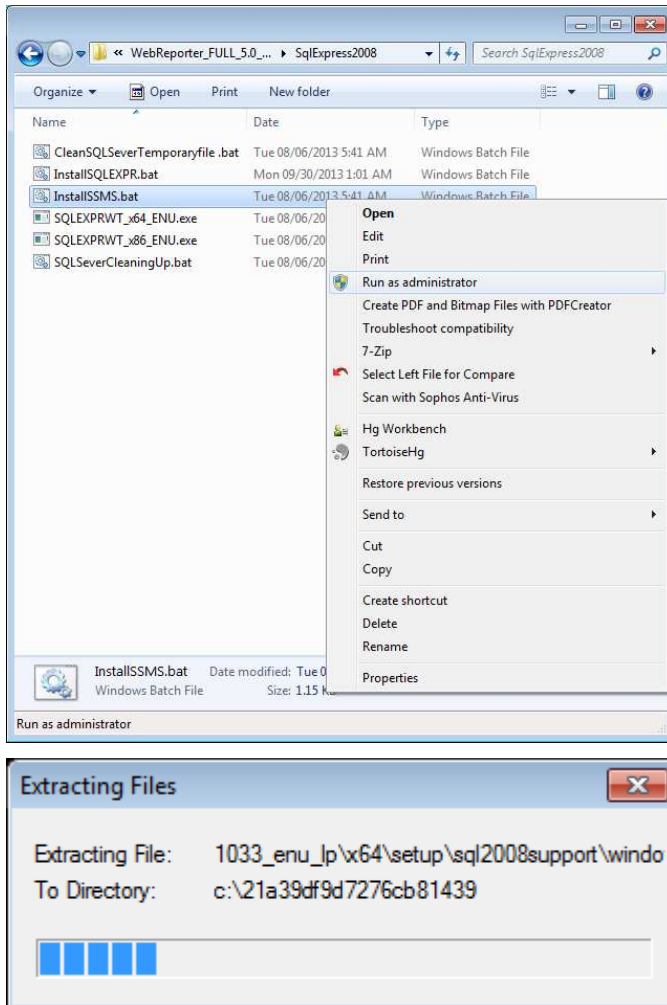 « WebReporter_FULL_5.0_... ▸ SqlExpress2008
Search SqlExpress2008
Organize ▾ Open Print New folder
Name Date Type
CleanSQLSeverTemporaryfile .bat Tue 08/06/2013 5:41 AM Windows Batch File
InstallSQLEXPR.bat Mon 09/30/2013 1:01 AM Windows Batch File
InstallSSMS.bat Tue 08/06/2013 5:41 AM Windows Batch File
SQLEXPRWT_x64_ENU.exe Tue 08/06/20
SQLEXPRWT_x86_ENU.exe Tue 08/06/20
SQLSeverCleaningUp.bat Tue 08/06/20
Open
Edit
Print
Run as administrator
Create PDF and Bitmap Files with PDFCreator
Troubleshoot compatibility
7-Zip
Select Left File for Compare
Scan with Sophos Anti-Virus
Hg Workbench
TortoiseHg
Restore previous versions
Send to
Cut
Copy
Create shortcut
Delete
Rename
Properties
InstallSSMS.bat Date modified: Tue 0
Windows Batch File Size: 1.15 K
Run as administrator
Extracting Files
Extracting File: 1033_enu_lp\x64\setup\sql2008support\windo
To Directory: c:\21a39df9d7276cb81439